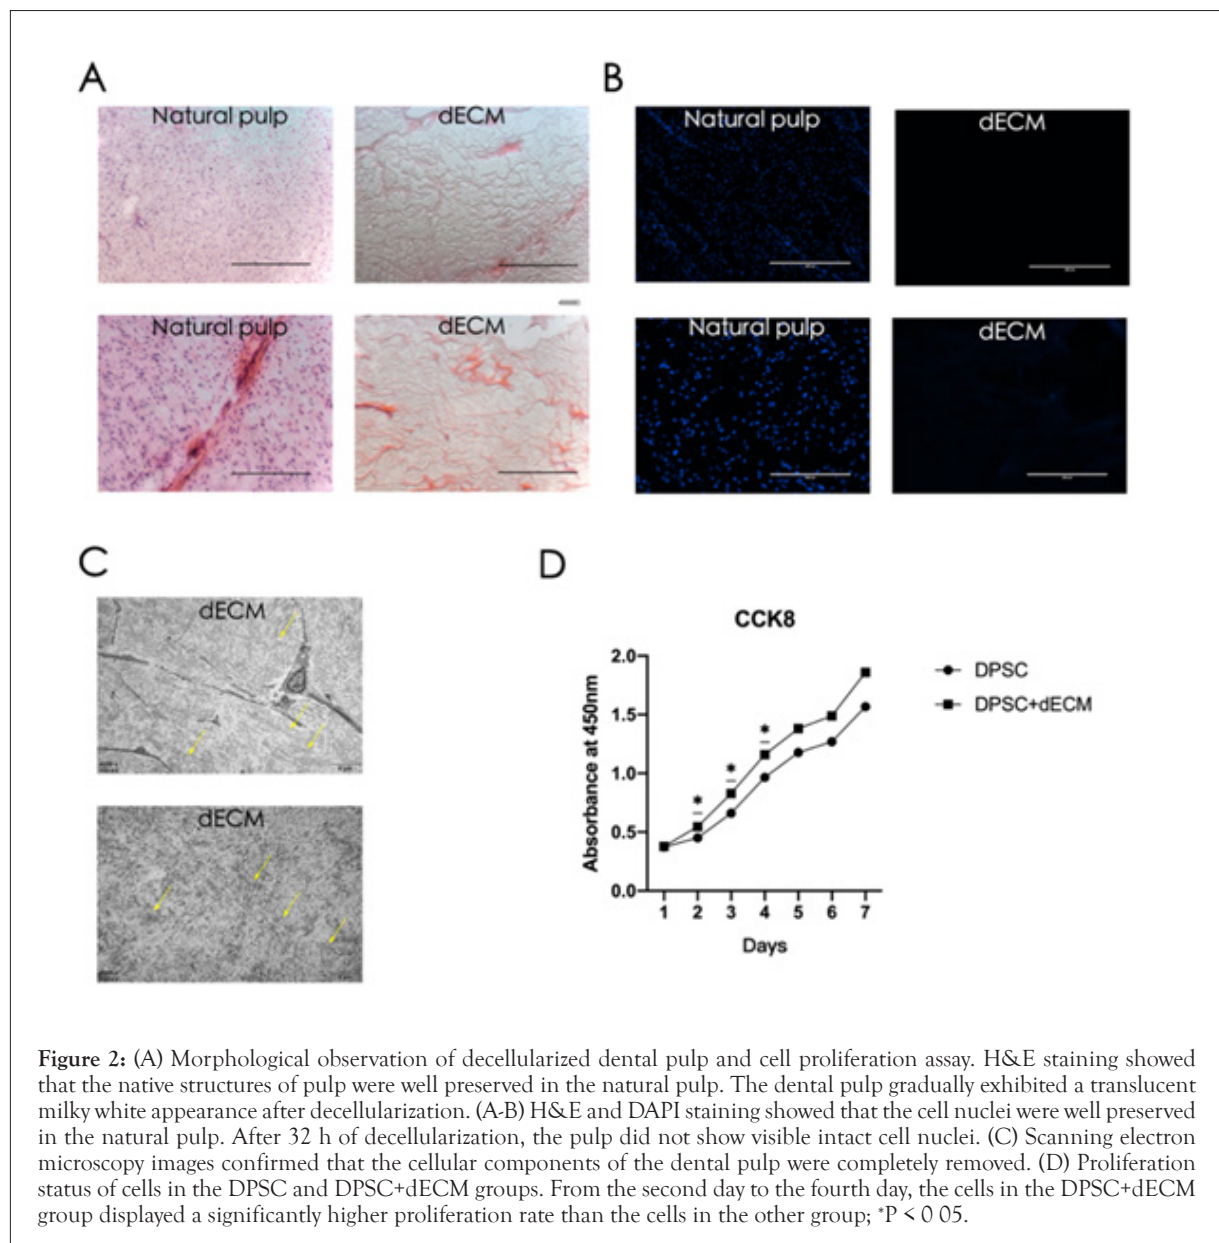 A
B
Natural pulp
dECM
Natural pulp
dECM
Natural pulp
dECM
Natural pulp
dECM
C
D
dECM
dECM
CCK8
2.0
1.5
1.0
0.5
0.0
Absorbance at 450nm
*
*
*
1 2 3 4 5 6 7
Days
DPSC
DPSC+dECM
Figure 2: (A) Morphological observation of decellularized dental pulp and cell proliferation assay. H&E staining showed
that the native structures of pulp were well preserved in the natural pulp. The dental pulp gradually exhibited a translucent
milky white appearance after decellularization. (A-B) H&E and DAPI staining showed that the cell nuclei were well preserved
in the natural pulp. After 32 h of decellularization, the pulp did not show visible intact cell nuclei. (C) Scanning electron
microscopy images confirmed that the cellular components of the dental pulp were completely removed. (D) Proliferation
status of cells in the DPSC and DPSC+dECM groups. From the second day to the fourth day, the cells in the DPSC+dECM
group displayed a significantly higher proliferation rate than the cells in the other group; *P < 0 05.